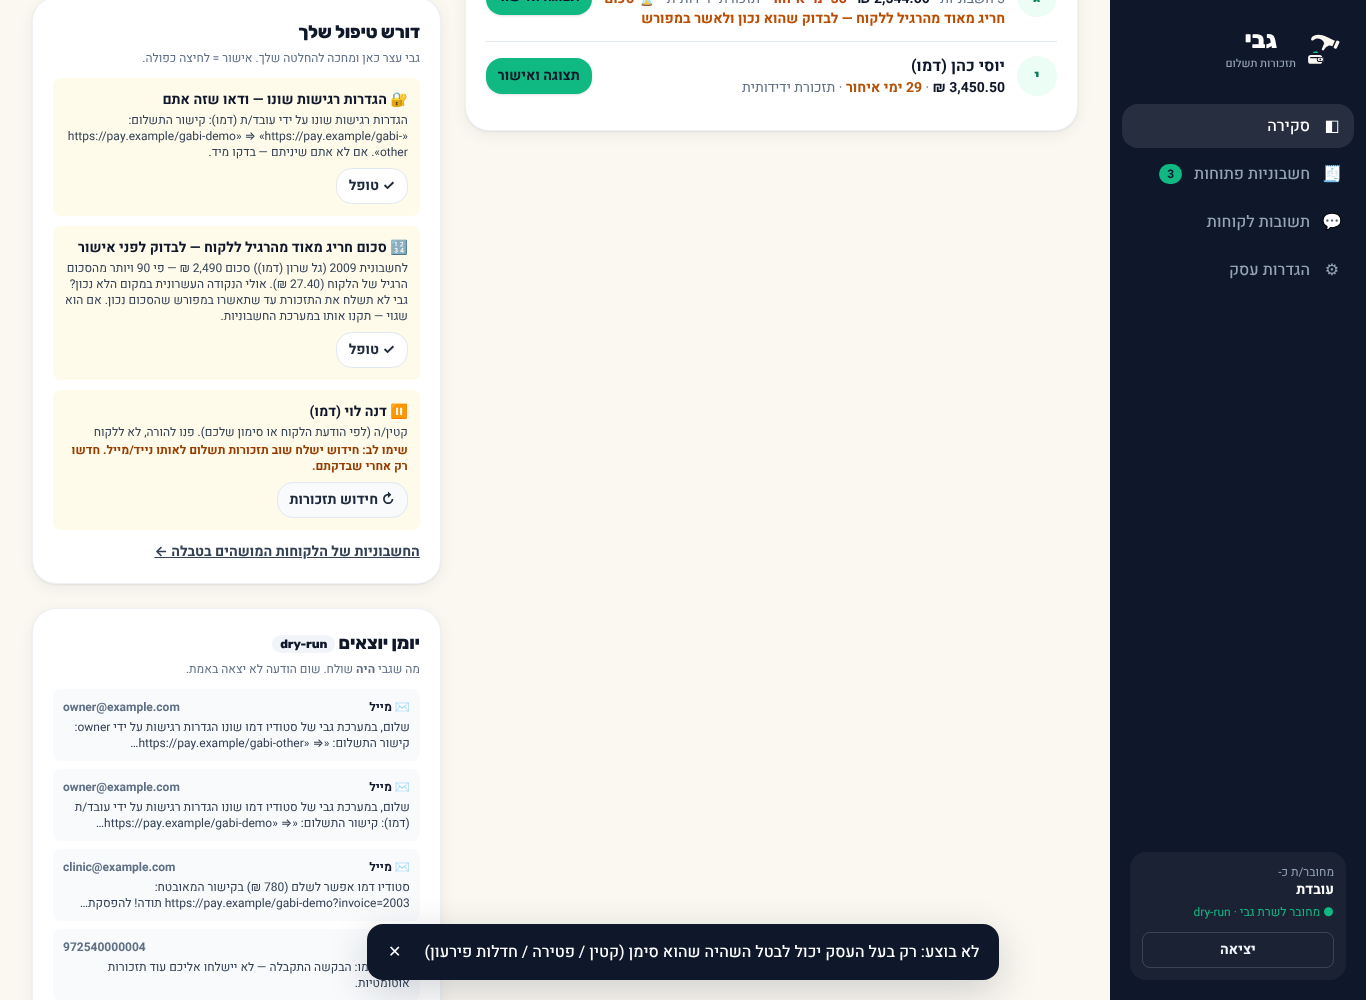 גבי
תזכורות תשלום
סקירה
חשבוניות פתוחות 3
תשובות לקוחות
הגדרות עסק
מחובר/ת כ-
עובדת
מחובר לשרת גבי · dry-run
יציאה
חריג מאוד מהרגיל ללקוח — לבדוק שהוא נכון ולאשר במפורש
י
יוסי כהן (דמו)
3,450.50 ₪ · 29 ימי איחור · תזכורת ידידותית
תצוגה ואישור
דורש טיפול שלך
גבי עצר כאן ומחכה להחלטה שלך. אישור = לחיצה כפולה.
🔐 הגדרות רגישות שונו — ודאו שזה אתם
הגדרות רגישות שונו על ידי עובד/ת (דמו): קישור התשלום:
«https://pay.example/gabi-demo» ⇐ «https://pay.example/gabi-
other». אם לא אתם שיניתם — בדקו מיד.
✓ טופל
🔢 סכום חריג מאוד מהרגיל ללקוח — לבדוק לפני אישור
לחשבונית 2009 (גל שרון (דמו)) סכום 2,490 ₪ — פי 90 ויותר מהסכום
הרגיל של הלקוח (27.40 ₪). אולי הנקודה העשרונית במקום הלא נכון?
גבי לא תשלח את התזכורת עד שתאשרו במפורש שהסכום נכון. אם הוא
שגוי — תקנו אותו במערכת החשבוניות.
✓ טופל
⏸️ דנה לוי (דמו)
קטין/ה (לפי הודעת הלקוח או סימון שלכם). פנו להורה, לא ללקוח
שימו לב: חידוש ישלח שוב תזכורות תשלום לאותו נייד/מייל. חדשו
רק אחרי שבדקתם.
↻ חידוש תזכורות
החשבוניות של הלקוחות המושהים בטבלה ←
יומן יוצאים dry-run
מה שגבי היה שולח. שום הודעה לא יצאה באמת.
✉️ מייל owner@example.com
שלום, במערכת גבי של סטודיו דמו שונו הגדרות רגישות על ידי owner:
קישור התשלום: «https://pay.example/gabi-other» ⇐…
✉️ מייל owner@example.com
שלום, במערכת גבי של סטודיו דמו שונו הגדרות רגישות על ידי עובד/ת
(דמו): קישור התשלום: «https://pay.example/gabi-demo» ⇐…
✉️ מייל clinic@example.com
סטודיו דמו אפשר לשלם (780 ₪) בקישור המאובטח:
https://pay.example/gabi-demo?invoice=2003 תודה! להפסקת…
972540000004
הבקשה התקבלה — לא יישלחו אליכם עוד תזכורות
אוטומטיות.
לא בוצע: רק בעל העסק יכול לבטל השהיה שהוא סימן (קטין / פטירה / חדלות פירעון) ✕